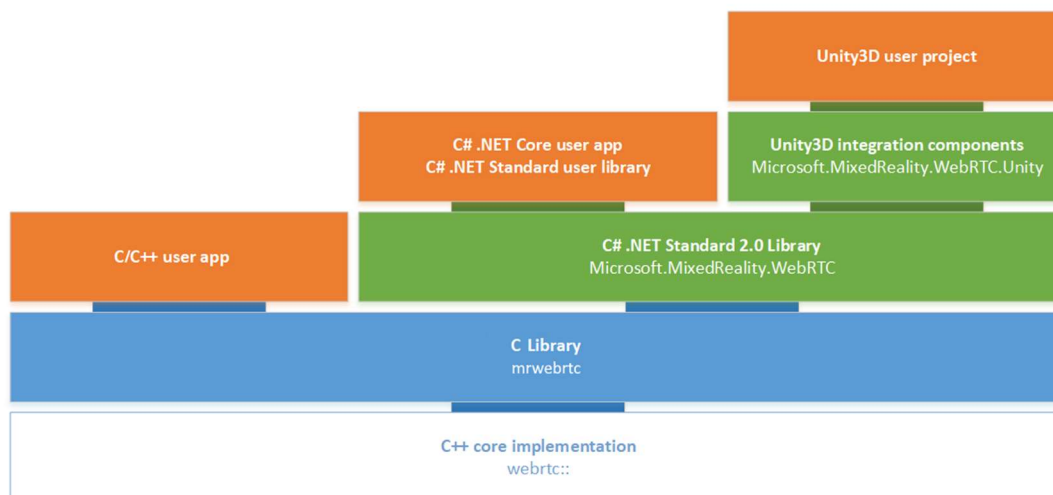 Unity3D user project
C# .NET Core user app
C# .NET Standard user library
Unity3D integration components
Microsoft.MixedReality.WebRTC.Unity
C/C++ user app
C# .NET Standard 2.0 Library
Microsoft.MixedReality.WebRTC
C Library
mrwebrtc
C++ core implementation
webrtc::